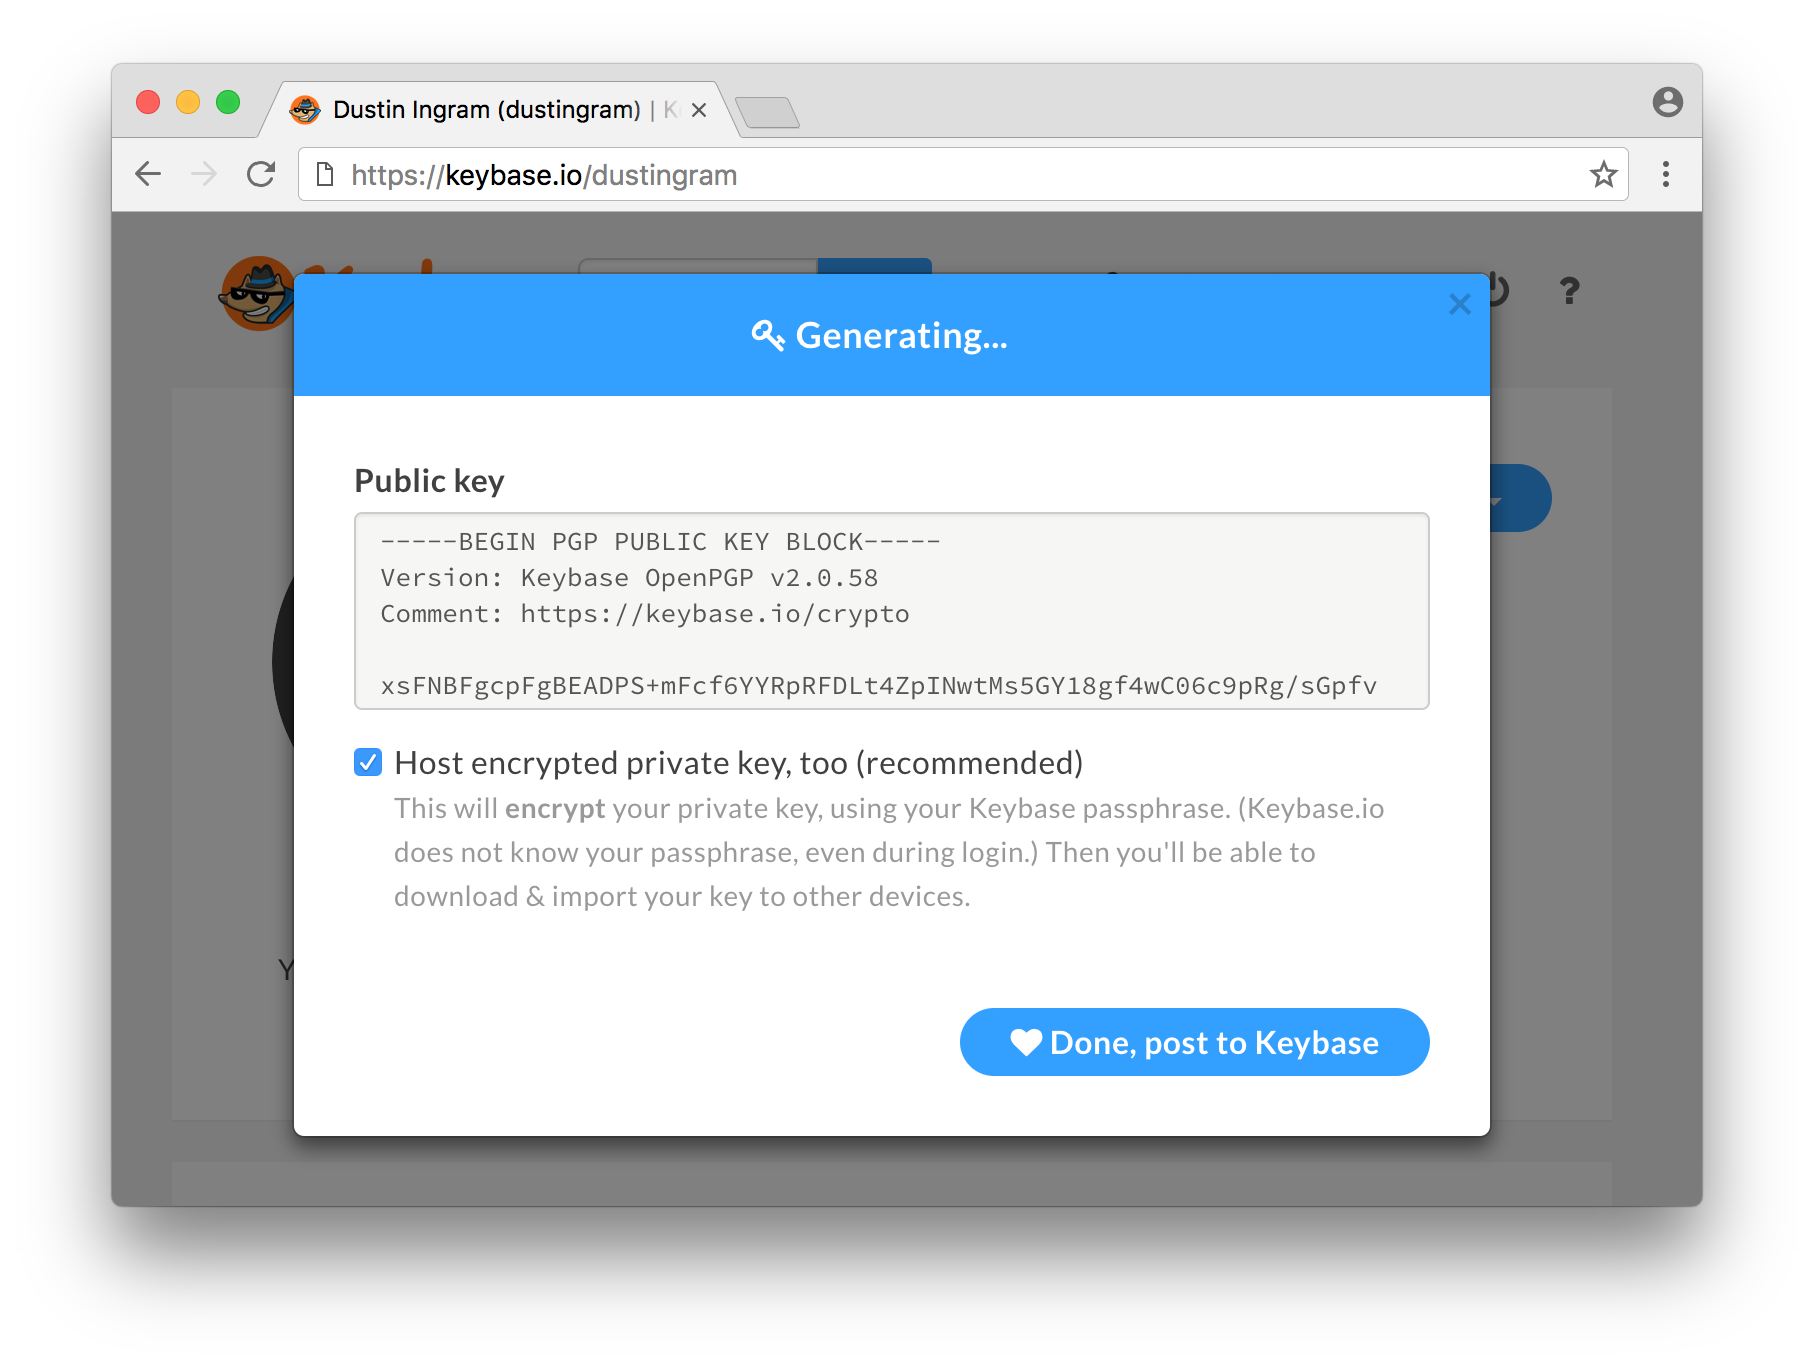 Dustin Ingram (dustingram) | K
https://keybase.io/dustingram
?
Generating...
Public key
-----BEGIN PGP PUBLIC KEY BLOCK-----
Version: Keybase OpenPGP v2.0.58
Comment: https://keybase.io/crypto
xsFNBFgcpFgBEADPS+mFcf6YYRpRFDLt4ZpINwtMs5GY18gf4wC06c9pRg/sGpfv
Host encrypted private key, too (recommended)
This will encrypt your private key, using your Keybase passphrase. (Keybase.io
does not know your passphrase, even during login.) Then you'll be able to
download & import your key to other devices.
Y
Done, post to Keybase